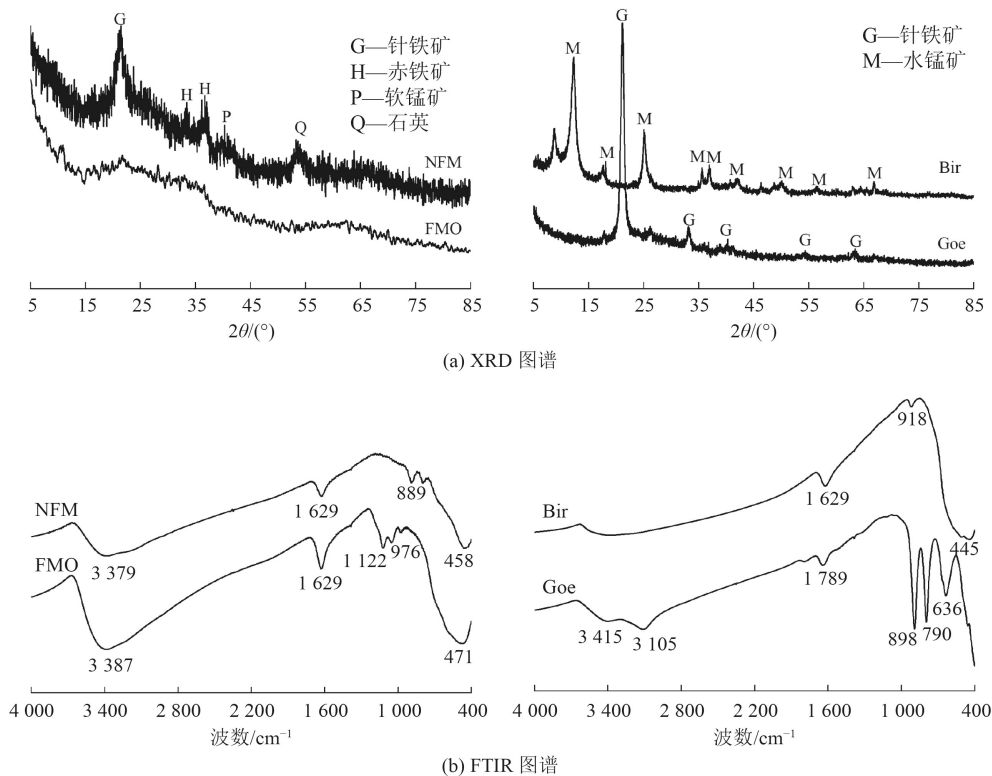 G
H
H
P
Q
G—针铁矿
H—赤铁矿
P—软锰矿
Q—石英
NFM
FMO
5 15 25 35 45 55 65 75 85
2θ/(°)
G
M
M
M
M
M
M
M
M
M
M
G—针铁矿
M—水锰矿
Bir
G
G
G
G
Goe
5 15 25 35 45 55 65 75 85
2θ/(°)
(a) XRD 图谱
NFM
3 379
1 629
889
458
FMO
3 387
1 629
1 122
976
471
4 000 3 400 2 800 2 200 1 600 1 000 400
波数/cm⁻¹
Bir
1 629
918
445
Goe
3 415
3 105
1 789
898
790
636
4 000 3 400 2 800 2 200 1 600 1 000 400
波数/cm⁻¹
(b) FTIR 图谱